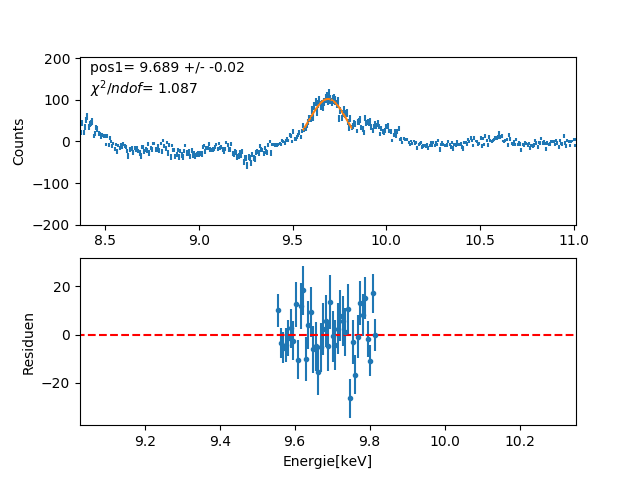 pos1= 9.689 +/- -0.02
χ²/ndof= 1.087
200
100
0
−100
−200
Counts
8.5 9.0 9.5 10.0 10.5 11.0
20
0
−20
Residuen
9.2 9.4 9.6 9.8 10.0 10.2
Energie[keV]